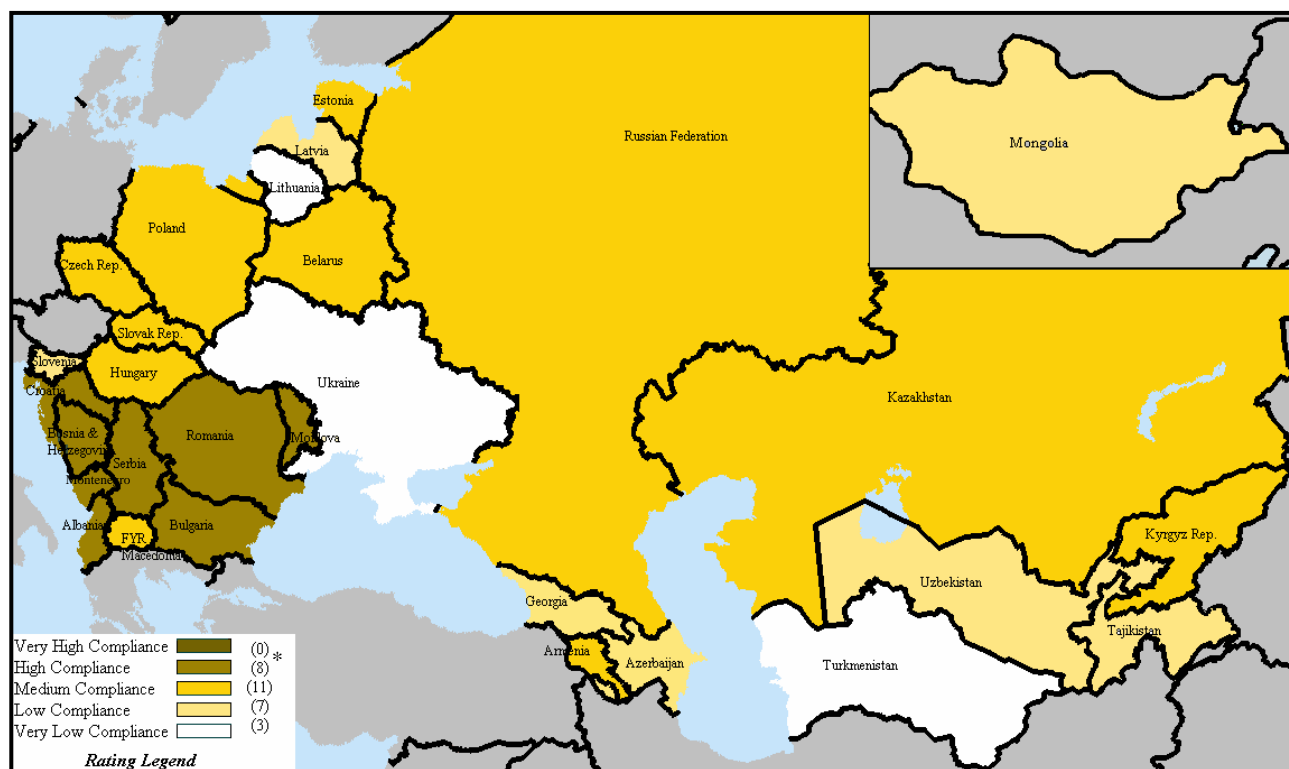 Estonia
Russian Federation
Latvia
Lithuania
Mongolia
Poland
Belarus
Czech Rep.
Slovak Rep.
Slovenia
Hungary
Ukraine
Kazakhstan
Croatia
Romania
Moldova
Bosnia &
Herzegovina
Serbia
Montenegro
Albania
Bulgaria
FYR
Macedonia
Kyrgyz Rep.
Uzbekistan
Georgia
Tajikistan
Armenia
Azerbaijan
Turkmenistan
Very High Compliance (0) *
High Compliance (8)
Medium Compliance (11)
Low Compliance (7)
Very Low Compliance (3)
Rating Legend